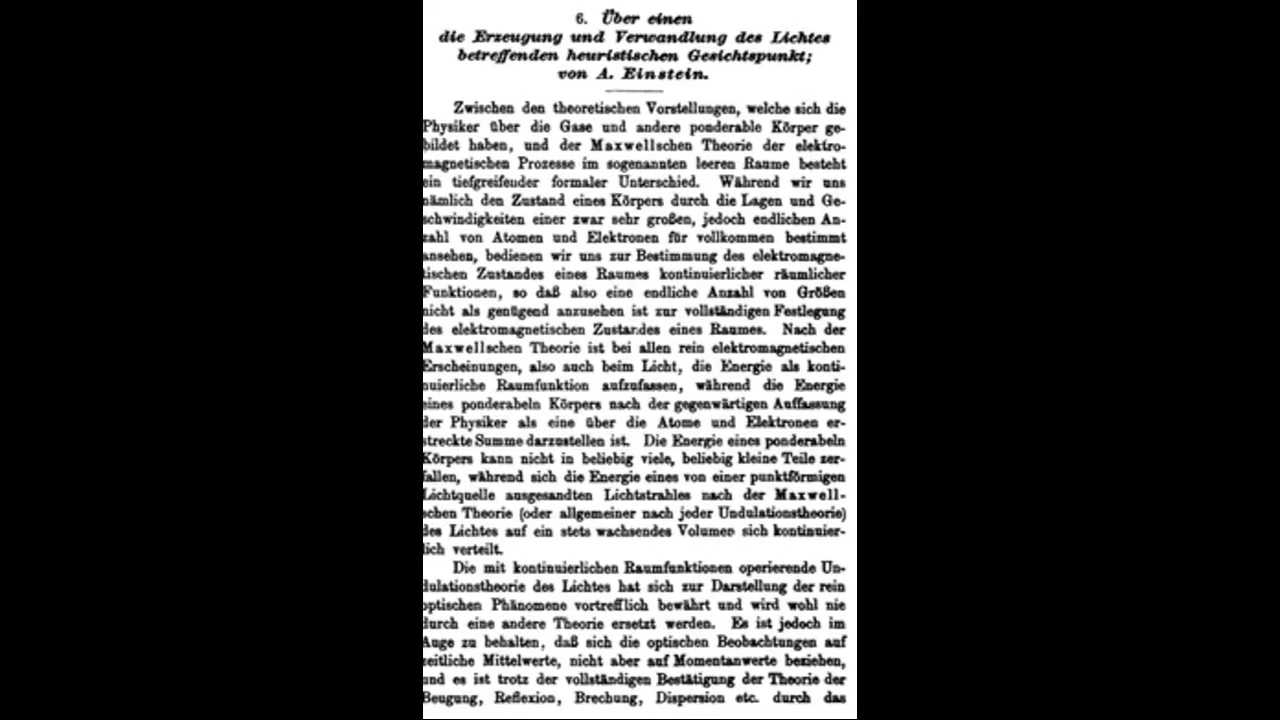 6. Über einen
die Erzeugung und Verwandlung des Lichtes
betreffenden heuristischen Gesichtspunkt;
von A. Einstein.
Zwischen den theoretischen Vorstellungen, welche sich die
Physiker über die Gase und andere ponderable Körper ge-
bildet haben, und der Maxwellschen Theorie der elektro-
magnetischen Prozesse im sogenannten leeren Raume besteht
ein tiefgreifender formaler Unterschied. Während wir uns
nämlich den Zustand eines Körpers durch die Lagen und Ge-
schwindigkeiten einer zwar sehr großen, jedoch endlichen An-
zahl von Atomen und Elektronen für vollkommen bestimmt
ansehen, bedienen wir uns zur Bestimmung des elektromagne-
tischen Zustandes eines Raumes kontinuierlicher räumlicher
Funktionen, so daß also eine endliche Anzahl von Größen
nicht als genügend anzusehen ist zur vollständigen Festlegung
des elektromagnetischen Zustandes eines Raumes. Nach der
Maxwellschen Theorie ist bei allen rein elektromagnetischen
Erscheinungen, also auch beim Licht, die Energie als konti-
nuierliche Raumfunktion aufzufassen, während die Energie
eines ponderabeln Körpers nach der gegenwärtigen Auffassung
der Physiker als eine über die Atome und Elektronen er-
streckte Summe darzustellen ist. Die Energie eines ponderabeln
Körpers kann nicht in beliebig viele, beliebig kleine Teile zer-
fallen, während sich die Energie eines von einer punktförmigen
Lichtquelle ausgesandten Lichtstrahles nach der Maxwell-
schen Theorie (oder allgemeiner nach jeder Undulationstheorie)
des Lichtes auf ein stets wachsendes Volumen sich kontinuier-
lich verteilt.
Die mit kontinuierlichen Raumfunktionen operierende Un-
dulationstheorie des Lichtes hat sich zur Darstellung der rein
optischen Phänomene vortrefflich bewährt und wird wohl nie
durch eine andere Theorie ersetzt werden. Es ist jedoch im
Auge zu behalten, daß sich die optischen Beobachtungen auf
zeitliche Mittelwerte, nicht aber auf Momentanwerte beziehen,
und es ist trotz der vollständigen Bestätigung der Theorie der
Beugung, Reflexion, Brechung, Dispersion etc. durch das